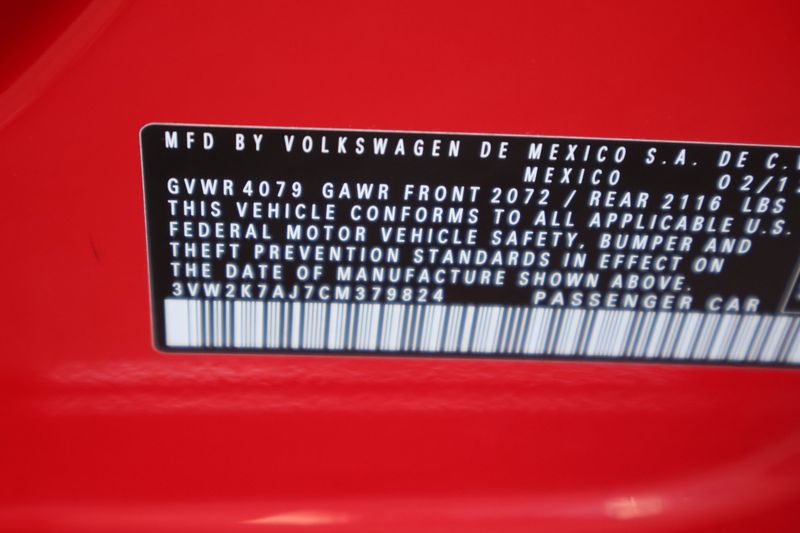 MFD BY VOLKSWAGEN DE MEXICO S.A. DE C.V
MEXICO 02/1
GVWR 4079 GAWR FRONT 2072 / REAR 2116 LBS
THIS VEHICLE CONFORMS TO ALL APPLICABLE U.S.
FEDERAL MOTOR VEHICLE SAFETY, BUMPER AND
THEFT PREVENTION STANDARDS IN EFFECT ON
THE DATE OF MANUFACTURE SHOWN ABOVE.
3VW2K7AJ7CM379824 PASSENGER CAR